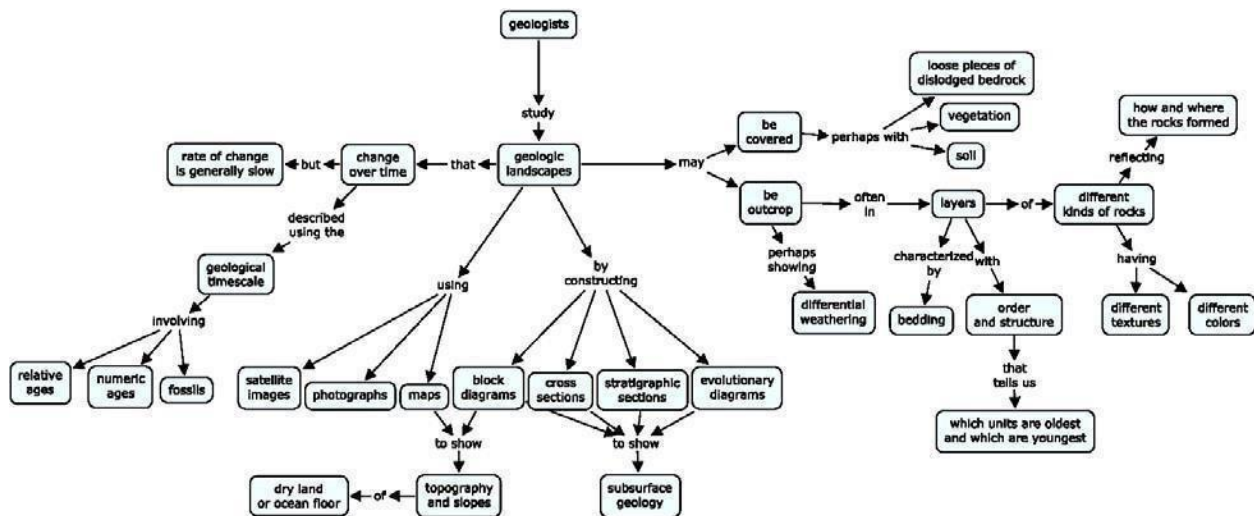 geologists
study
geologic
landscapes
that
change
over time
but
rate of change
is generally slow
described
using the
geological
timescale
involving
relative
ages
numeric
ages
fossils
using
satellite
images
photographs
maps
by
constructing
block
diagrams
cross
sections
stratigraphic
sections
evolutionary
diagrams
to show
topography
and slopes
of
dry land
or ocean floor
to show
subsurface
geology
may
be
covered
perhaps with
loose pieces of
dislodged bedrock
vegetation
soil
be
outcrop
perhaps
showing
differential
weathering
often
in
layers
characterized
by
bedding
with
order
and structure
that
tells us
which units are oldest
and which are youngest
of
different
kinds of rocks
reflecting
how and where
the rocks formed
having
different
textures
different
colors